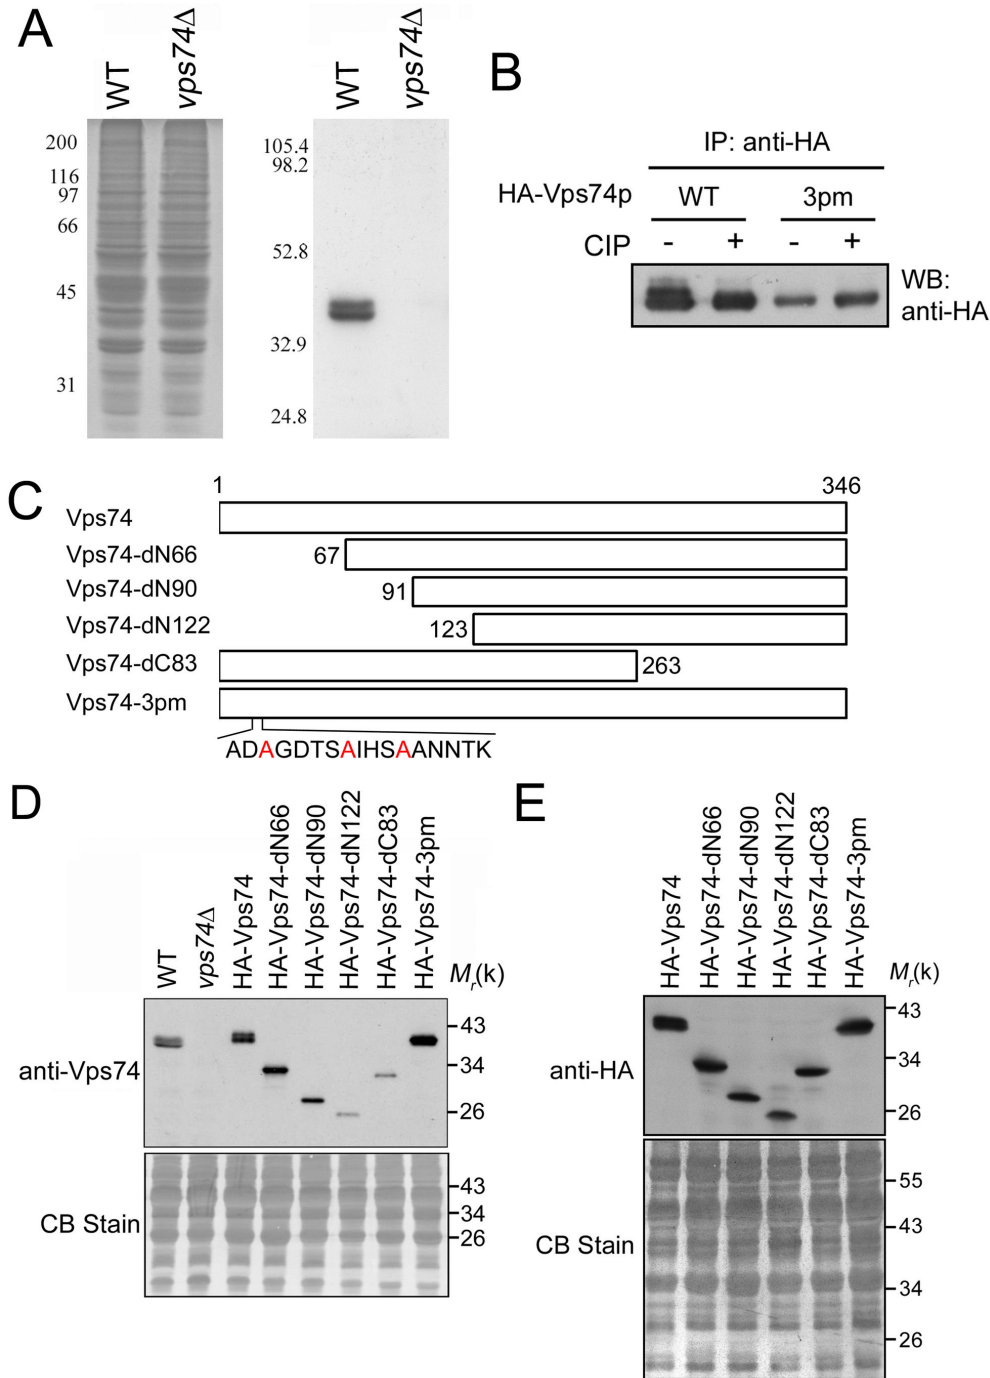 A
WT
vps74Δ
200
116
97
66
45
31
WT
vps74Δ
105.4
98.2
52.8
32.9
24.8
B
IP: anti-HA
HA-Vps74p
WT
3pm
CIP - + - +
WB:
anti-HA
C
1 346
Vps74
Vps74-dN66 67
Vps74-dN90 91
Vps74-dN122 123
Vps74-dC83 263
Vps74-3pm
ADAGDTSAIHSAANNTK
D
WT
vps74Δ
HA-Vps74
HA-Vps74-dN66
HA-Vps74-dN90
HA-Vps74-dN122
HA-Vps74-dC83
HA-Vps74-3pm
Mr(k)
anti-Vps74
43
34
26
CB Stain
43
34
26
E
HA-Vps74
HA-Vps74-dN66
HA-Vps74-dN90
HA-Vps74-dN122
HA-Vps74-dC83
HA-Vps74-3pm
Mr(k)
anti-HA
43
34
26
CB Stain
55
43
34
26